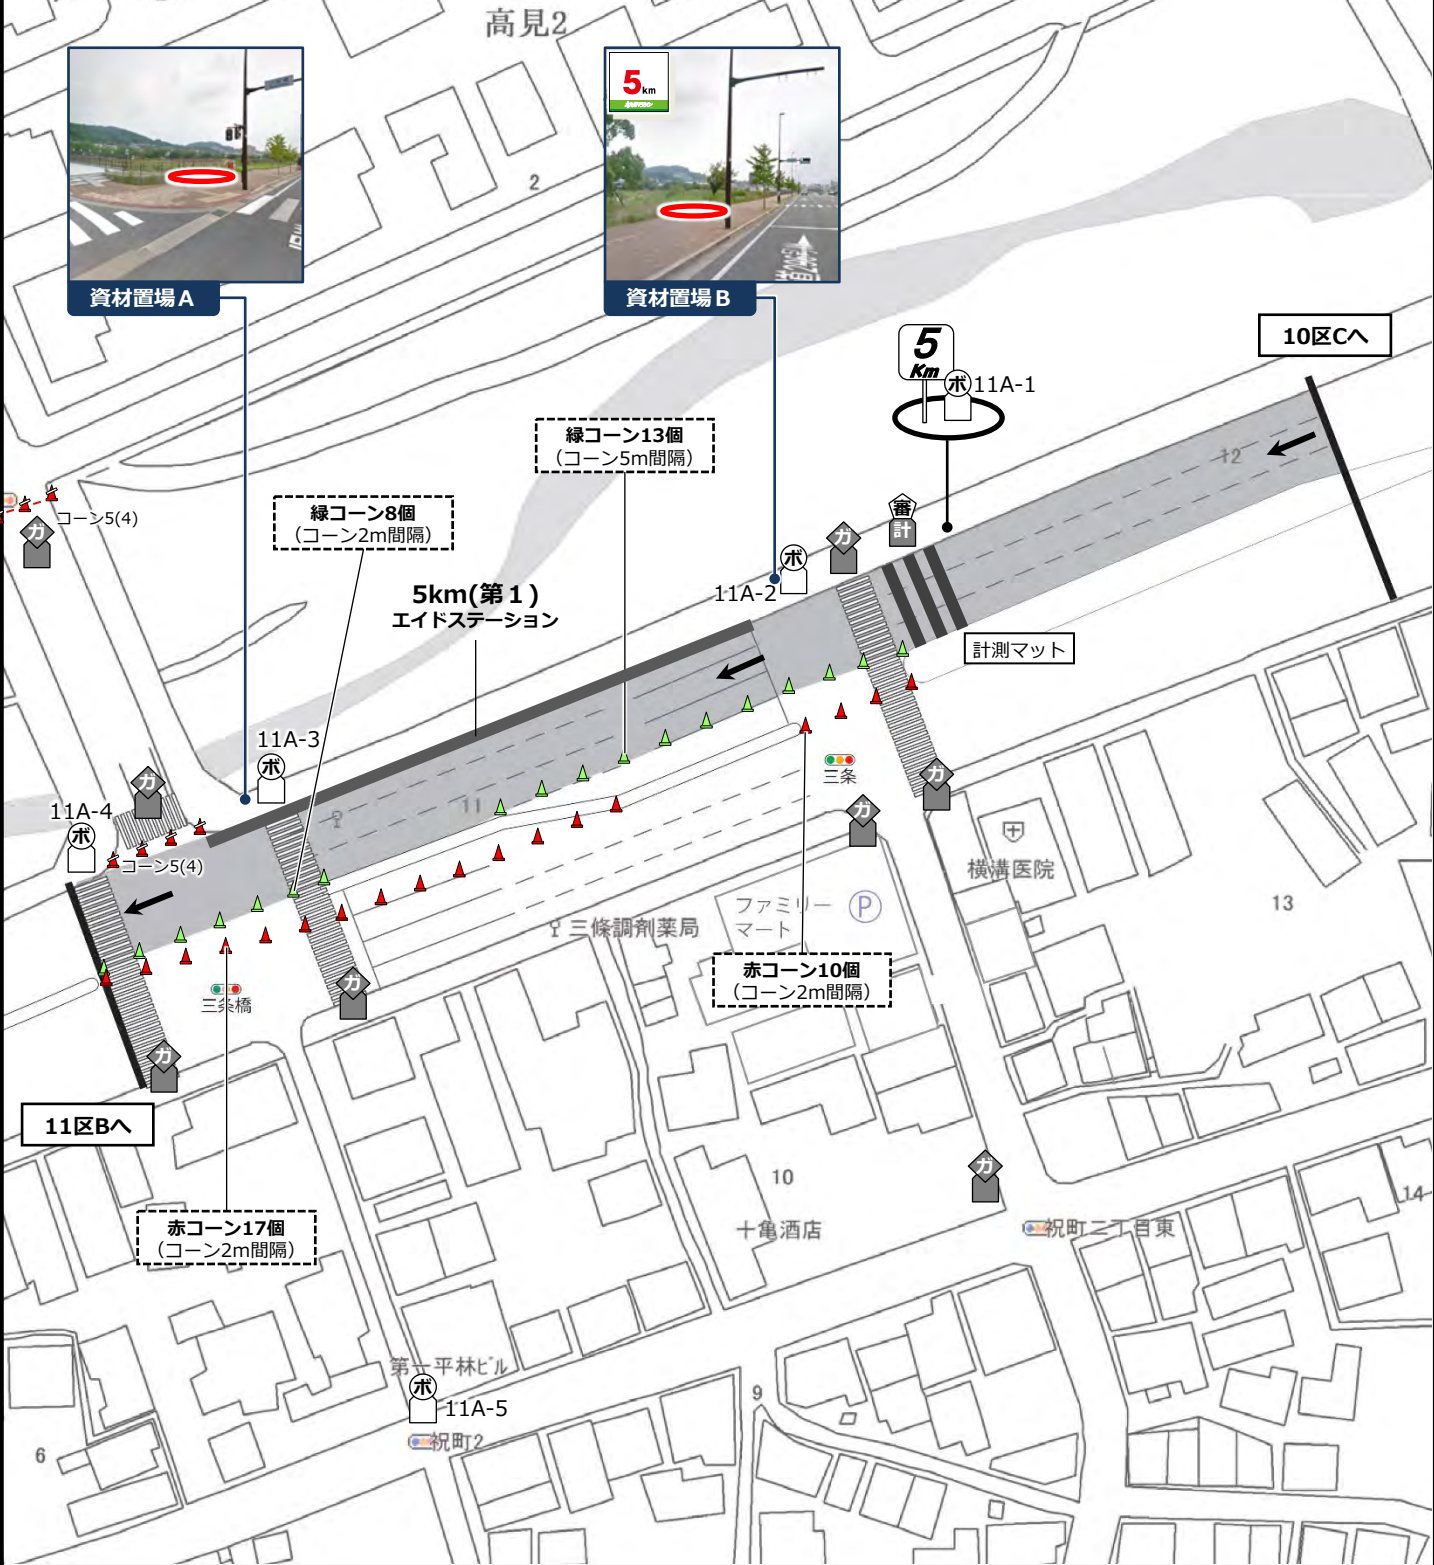 高見2
5km
資材置場A
資材置場B
2
5
Km
ボ
11A-1
10区Cへ
緑コーン13個
（コーン5m間隔）
12
コーン5(4)
ガ
緑コーン8個
（コーン2m間隔）
審
計
ガ
ボ
11A-2
5km(第１)
エイドステーション
計測マット
11A-3
ボ
三条
ガ
ガ
11A-4
ボ
11
ガ
コーン5(4)
横溝医院
13
ファミリー
マート
P
三條調剤薬局
赤コーン10個
（コーン2m間隔）
ガ
三条橋
ガ
11区Bへ
ガ
10
14
赤コーン17個
（コーン2m間隔）
十亀酒店
祝町二丁目東
第一平林ビル
ボ
11A-5
9
祝町2
6